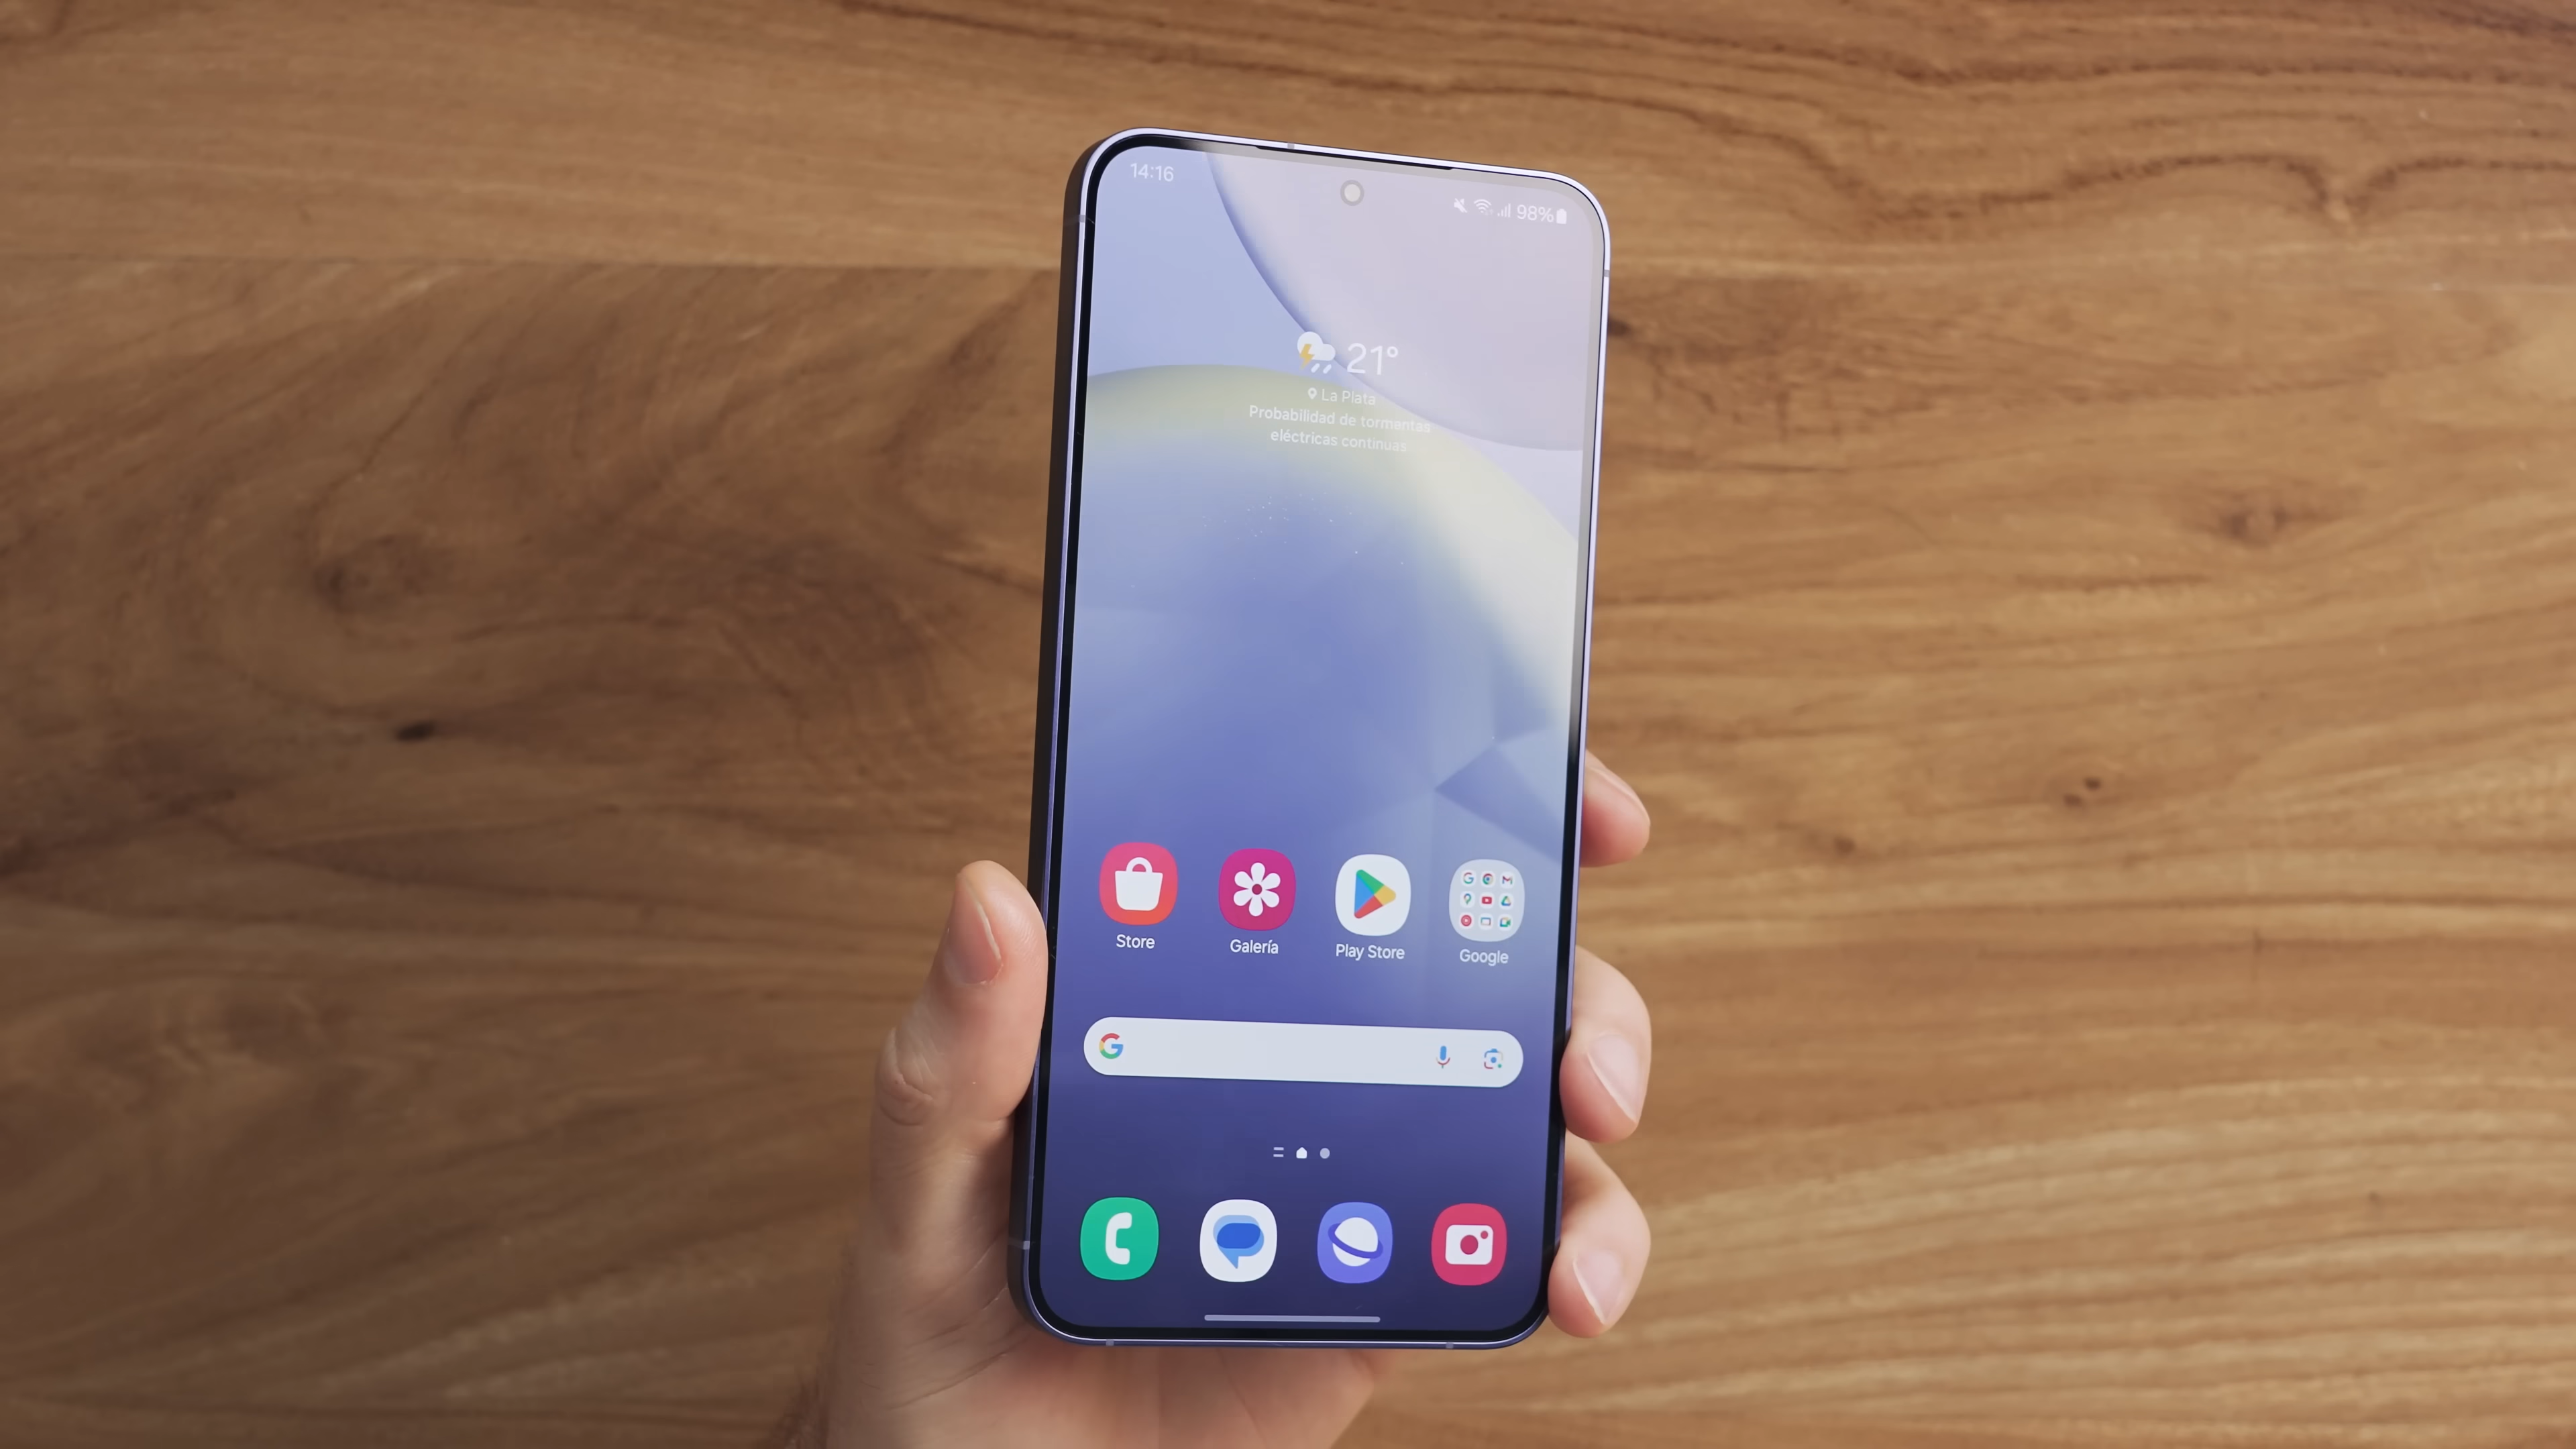 14:16
98%
21°
La Plata
Probabilidad de tormentas
eléctricas continuas
Store
Galería
Play Store
Google